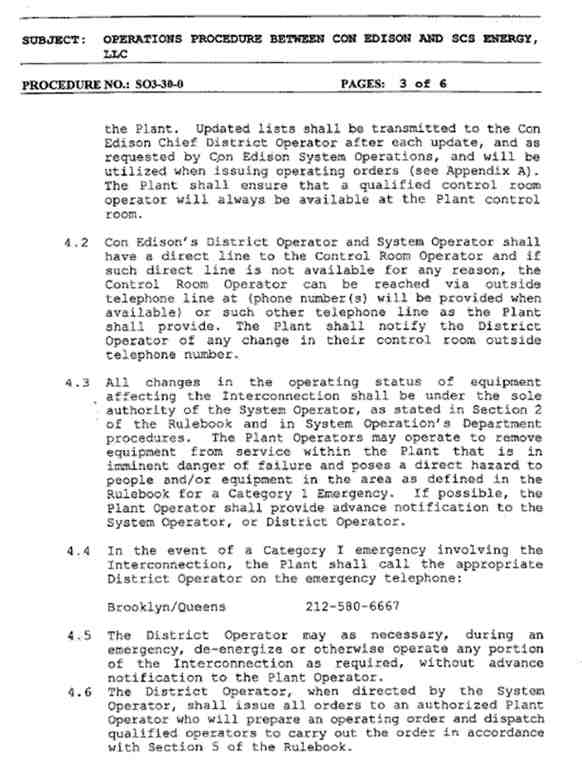 SUBJECT: OPERATIONS PROCEDURE BETWEEN CON EDISON AND SCS ENERGY,
LLC
PROCEDURE NO.: SO3-30-0 PAGES: 3 of 6
the Plant. Updated lists shall be transmitted to the Con
Edison Chief District Operator after each update, and as
requested by Con Edison System Operations, and will be
utilized when issuing operating orders (see Appendix A).
The Plant shall ensure that a qualified control room
operator will always be available at the Plant control
room.
4.2 Con Edison's District Operator and System Operator shall
have a direct line to the Control Room Operator and if
such direct line is not available for any reason, the
Control Room Operator can be reached via outside
telephone line at (phone number(s) will be provided when
available) or such other telephone line as the Plant
shall provide. The Plant shall notify the District
Operator of any change in their control room outside
telephone number.
4.3 All changes in the operating status of equipment
affecting the Interconnection shall be under the sole
authority of the System Operator, as stated in Section 2
of the Rulebook and in System Operation's Department
procedures. The Plant Operators may operate to remove
equipment from service within the Plant that is in
imminent danger of failure and poses a direct hazard to
people and/or equipment in the area as defined in the
Rulebook for a Category 1 Emergency. If possible, the
Plant Operator shall provide advance notification to the
System Operator, or District Operator.
4.4 In the event of a Category I emergency involving the
Interconnection, the Plant shall call the appropriate
District Operator on the emergency telephone:
Brooklyn/Queens 212-580-6667
4.5 The District Operator may as necessary, during an
emergency, de-energize or otherwise operate any portion
of the Interconnection as required, without advance
notification to the Plant Operator.
4.6 The District Operator, when directed by the System
Operator, shall issue all orders to an authorized Plant
Operator who will prepare an operating order and dispatch
qualified operators to carry out the order in accordance
with Section 5 of the Rulebook.